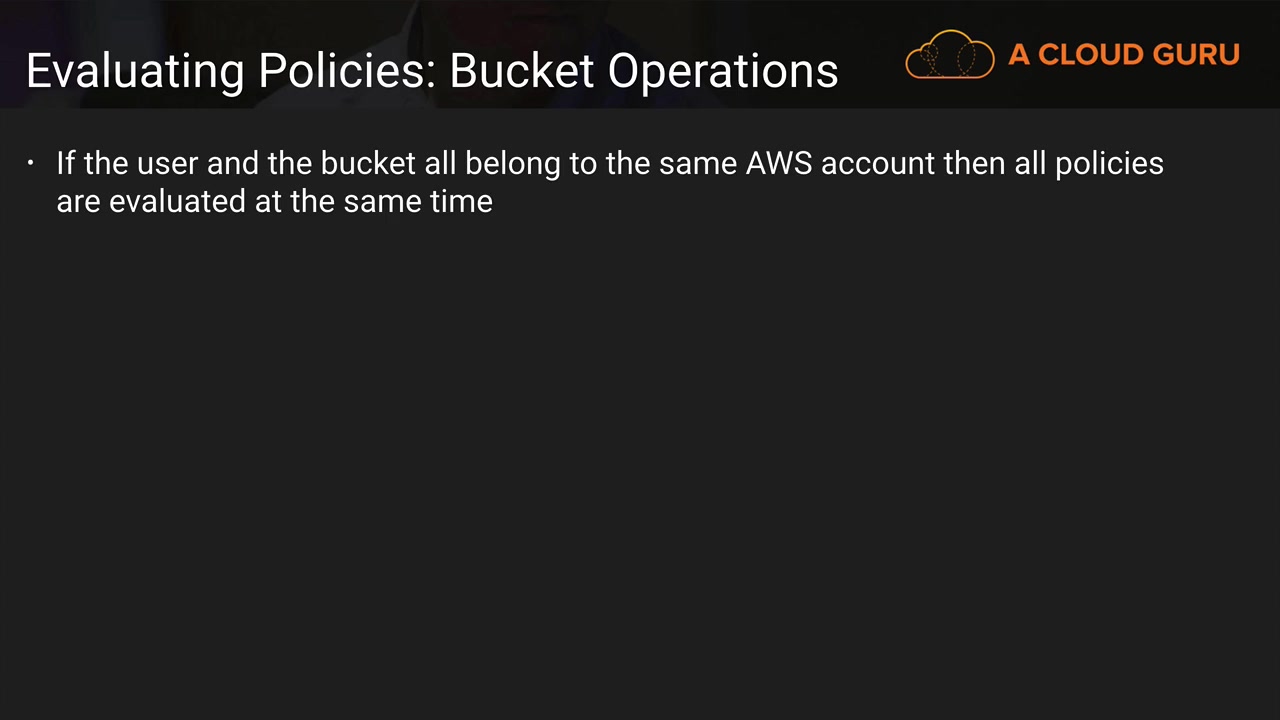 Evaluating Policies: Bucket Operations
A CLOUD GURU
• If the user and the bucket all belong to the same AWS account then all policies
are evaluated at the same time